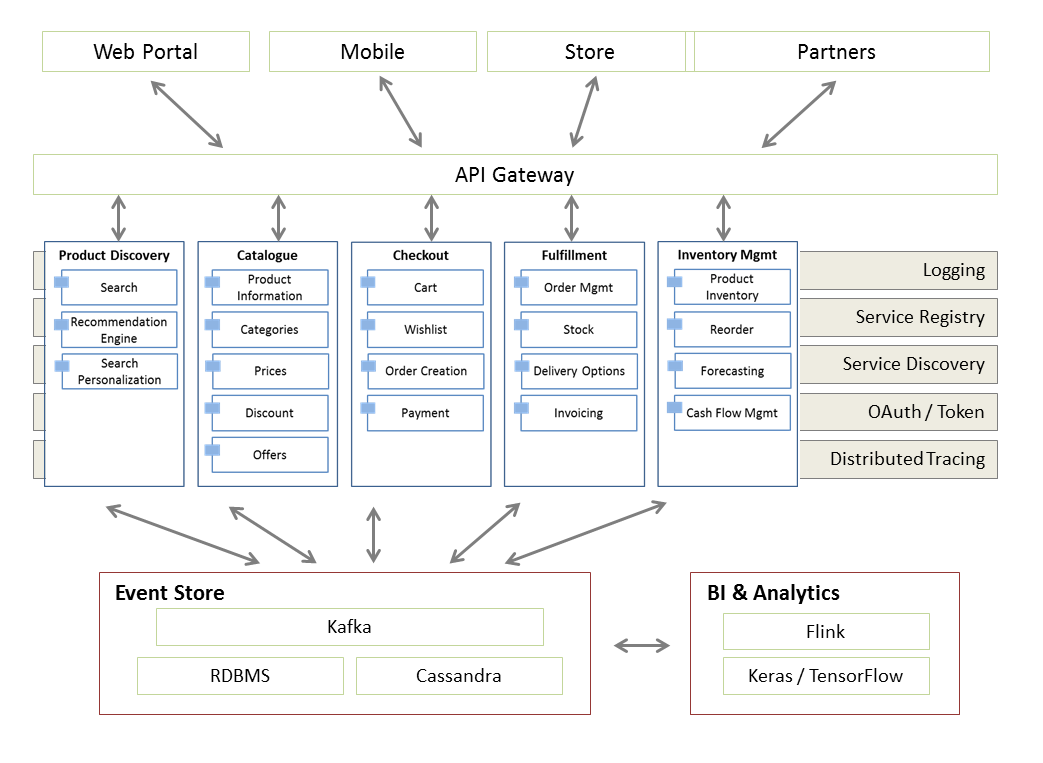 Web Portal
Mobile
Store
Partners
API Gateway
Product Discovery
Search
Recommendation
Engine
Search
Personalization
Catalogue
Product
Information
Categories
Prices
Discount
Offers
Checkout
Cart
Wishlist
Order Creation
Payment
Fulfillment
Order Mgmt
Stock
Delivery Options
Invoicing
Inventory Mgmt
Product
Inventory
Reorder
Forecasting
Cash Flow Mgmt
Logging
Service Registry
Service Discovery
OAuth / Token
Distributed Tracing
Event Store
Kafka
RDBMS
Cassandra
BI & Analytics
Flink
Keras / TensorFlow